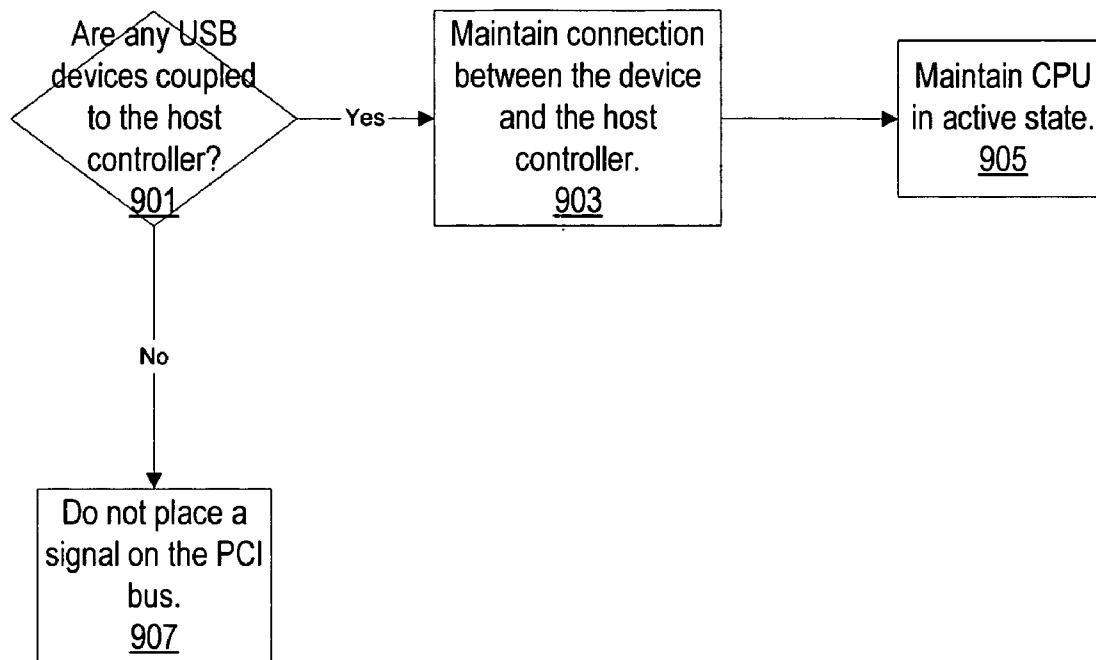 Are any USB
devices coupled
to the host
controller?
901
Yes
Maintain connection
between the device
and the host
controller.
903
Maintain CPU
in active state.
905
No
Do not place a
signal on the PCI
bus.
907